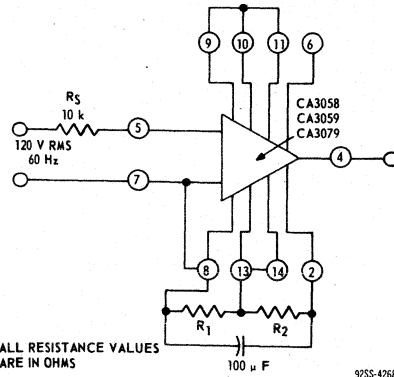 9
10
11
6
RS
10 k
5
CA3058
CA3059
CA3079
120 V RMS
60 Hz
4
7
8
13
14
2
R1
R2
ALL RESISTANCE VALUES
ARE IN OHMS
100 μ F
92SS-4268